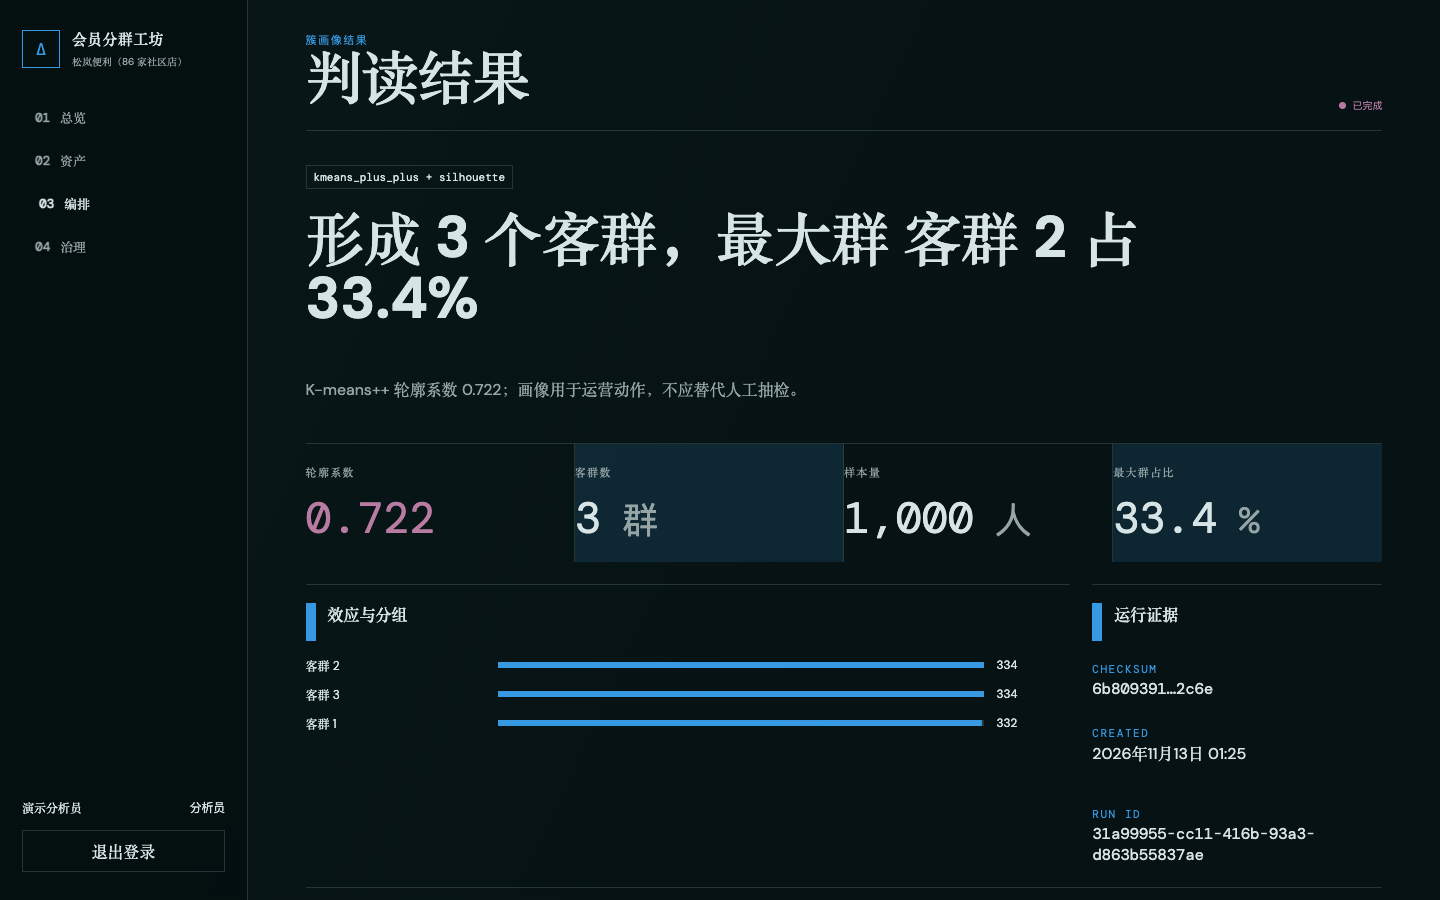 Δ
会员分群工坊
松岚便利（86 家社区店）
01 总览
02 资产
03 编排
04 治理
演示分析员
分析员
退出登录
簇画像结果
判读结果
已完成
kmeans_plus_plus + silhouette
形成 3 个客群，最大群 客群 2 占
33.4%
K-means++ 轮廓系数 0.722；画像用于运营动作，不应替代人工抽检。
轮廓系数
0.722
客群数
3 群
样本量
1,000 人
最大群占比
33.4 %
效应与分组
客群 2 334
客群 3 334
客群 1 332
运行证据
CHECKSUM
6b809391…2c6e
CREATED
2026年11月13日 01:25
RUN ID
31a99955-cc11-416b-93a3-
d863b55837ae